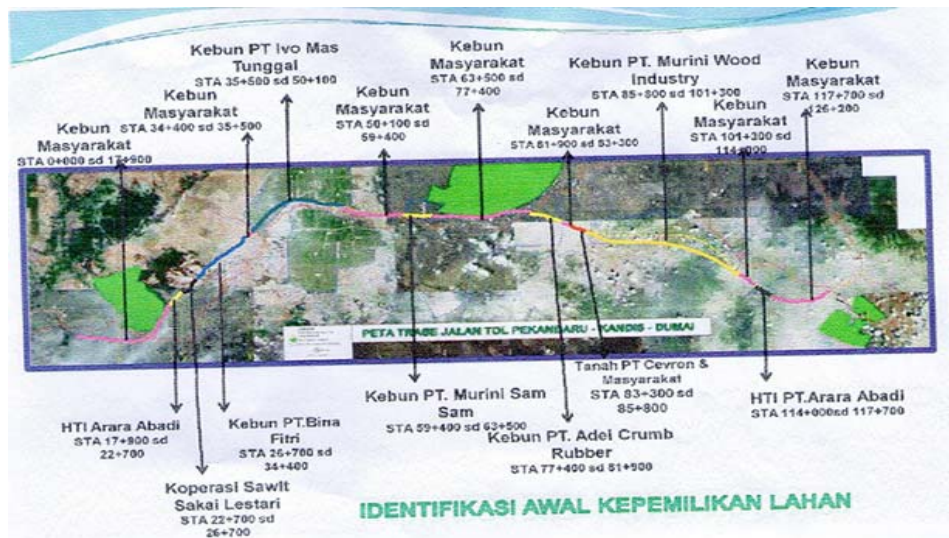 Kebun PT Ivo Mas
Tunggal
STA 35+500 sd 50+100
Kebun
Masyarakat
STA 63+500 sd
77+400
Kebun PT. Murini Wood
Industry
STA 85+800 sd 101+300
Kebun
Masyarakat
STA 117+700 sd
126+200
Kebun
Masyarakat
STA 34+400 sd 35+500
Kebun
Masyarakat
STA 50+100 sd
59+400
Kebun
Masyarakat
STA 81+900 sd 83+300
Kebun
Masyarakat
STA 101+300 sd
114+000
Kebun
Masyarakat
STA 0+000 sd 17+900
PETA TRASE JALAN TOL PEKANBARU - KANDIS - DUMAI
HTI Arara Abadi
STA 17+900 sd
22+700
Kebun PT.Bina
Fitri
STA 26+700 sd
34+400
Koperasi Sawit
Sakai Lestari
STA 22+700 sd
26+700
Kebun PT. Murini Sam
Sam
STA 59+400 sd 63+500
Kebun PT. Adei Crumb
Rubber
STA 77+400 sd 81+900
Tanah PT Cevron &
Masyarakat
STA 83+300 sd
85+800
HTI PT.Arara Abadi
STA 114+000sd 117+700
IDENTIFIKASI AWAL KEPEMILIKAN LAHAN